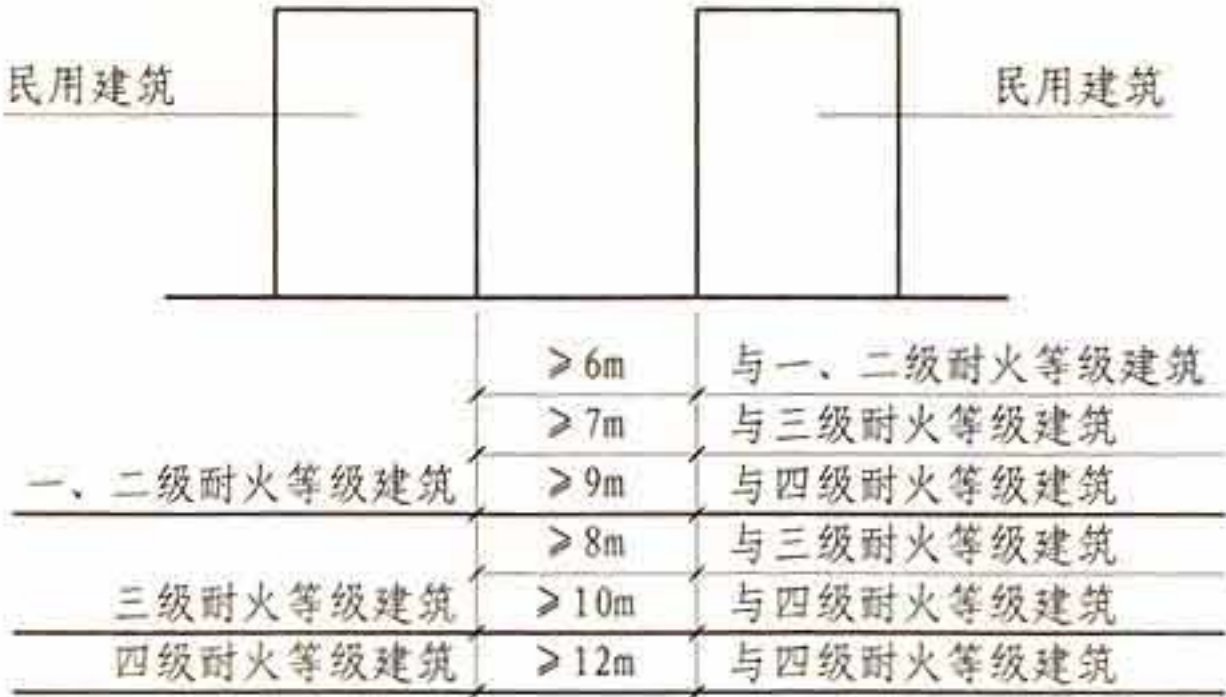 民用建筑
民用建筑
≥6m 与一、二级耐火等级建筑
≥7m 与三级耐火等级建筑
一、二级耐火等级建筑 ≥9m 与四级耐火等级建筑
≥8m 与三级耐火等级建筑
三级耐火等级建筑 ≥10m 与四级耐火等级建筑
四级耐火等级建筑 ≥12m 与四级耐火等级建筑